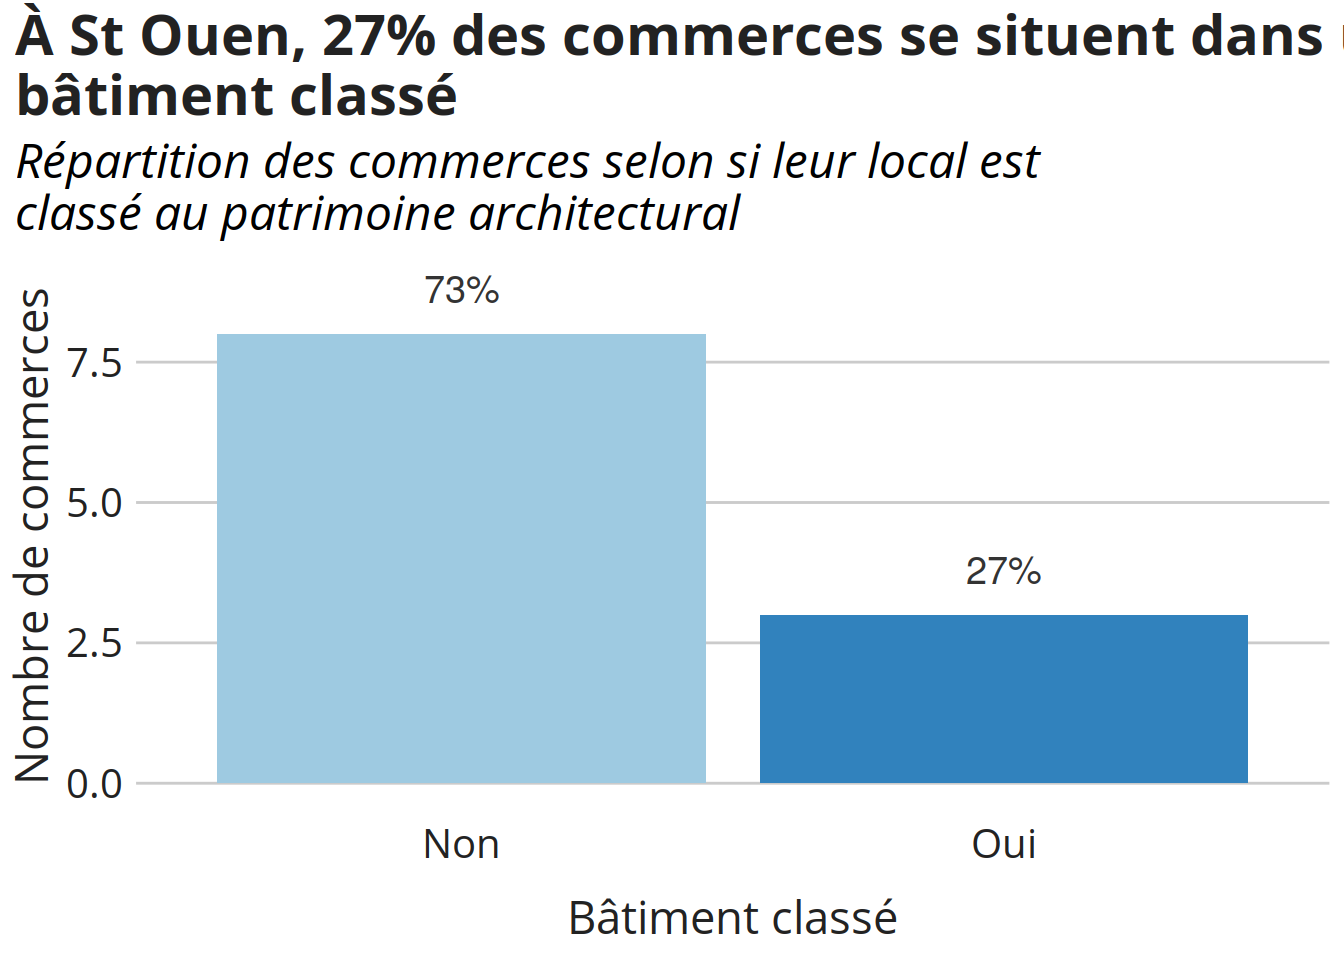 À St Ouen, 27% des commerces se situent dans
bâtiment classé
Répartition des commerces selon si leur local est
classé au patrimoine architectural
Nombre de commerces
73%
7.5
5.0
27%
2.5
0.0
Non
Oui
Bâtiment classé